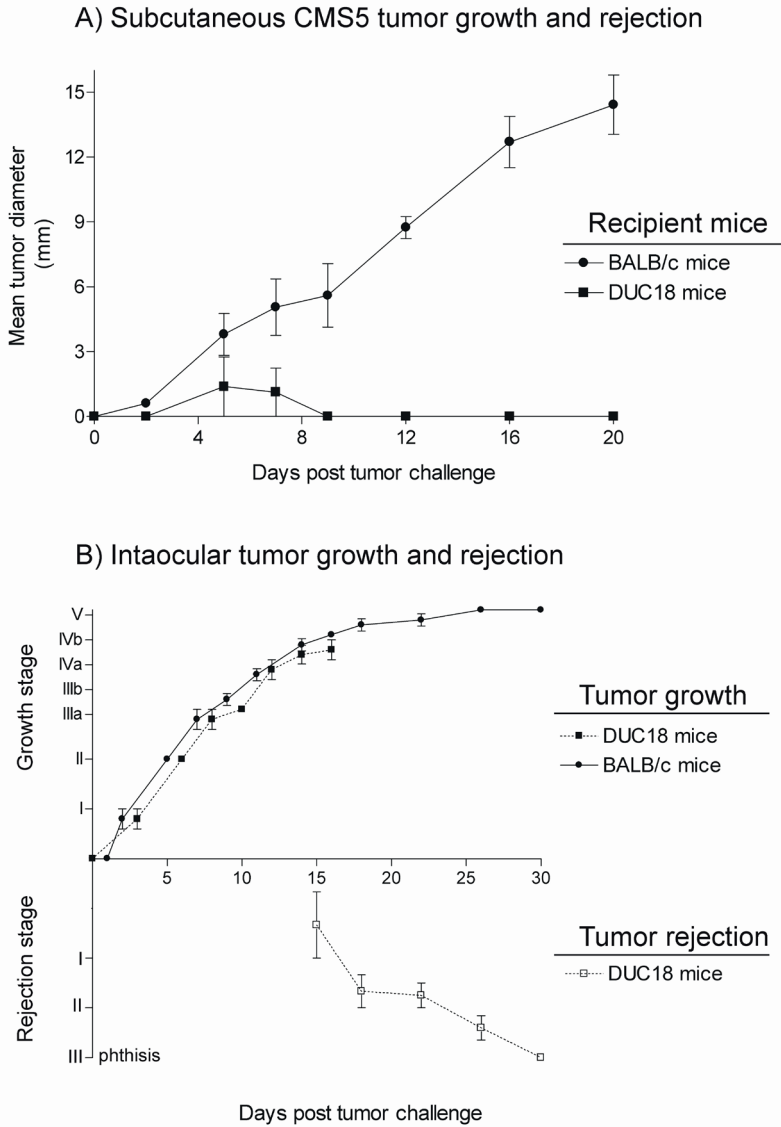 A) Subcutaneous CMS5 tumor growth and rejection
Mean tumor diameter
(mm)
15
12
9
6
3
0
0 4 8 12 16 20
Days post tumor challenge
Recipient mice
BALB/c mice
DUC18 mice
B) Intaocular tumor growth and rejection
Growth stage
V
IVb
IVa
IIIb
IIIa
II
I
5 10 15 20 25 30
Tumor growth
DUC18 mice
BALB/c mice
Rejection stage
I
II
III phthisis
Tumor rejection
DUC18 mice
Days post tumor challenge